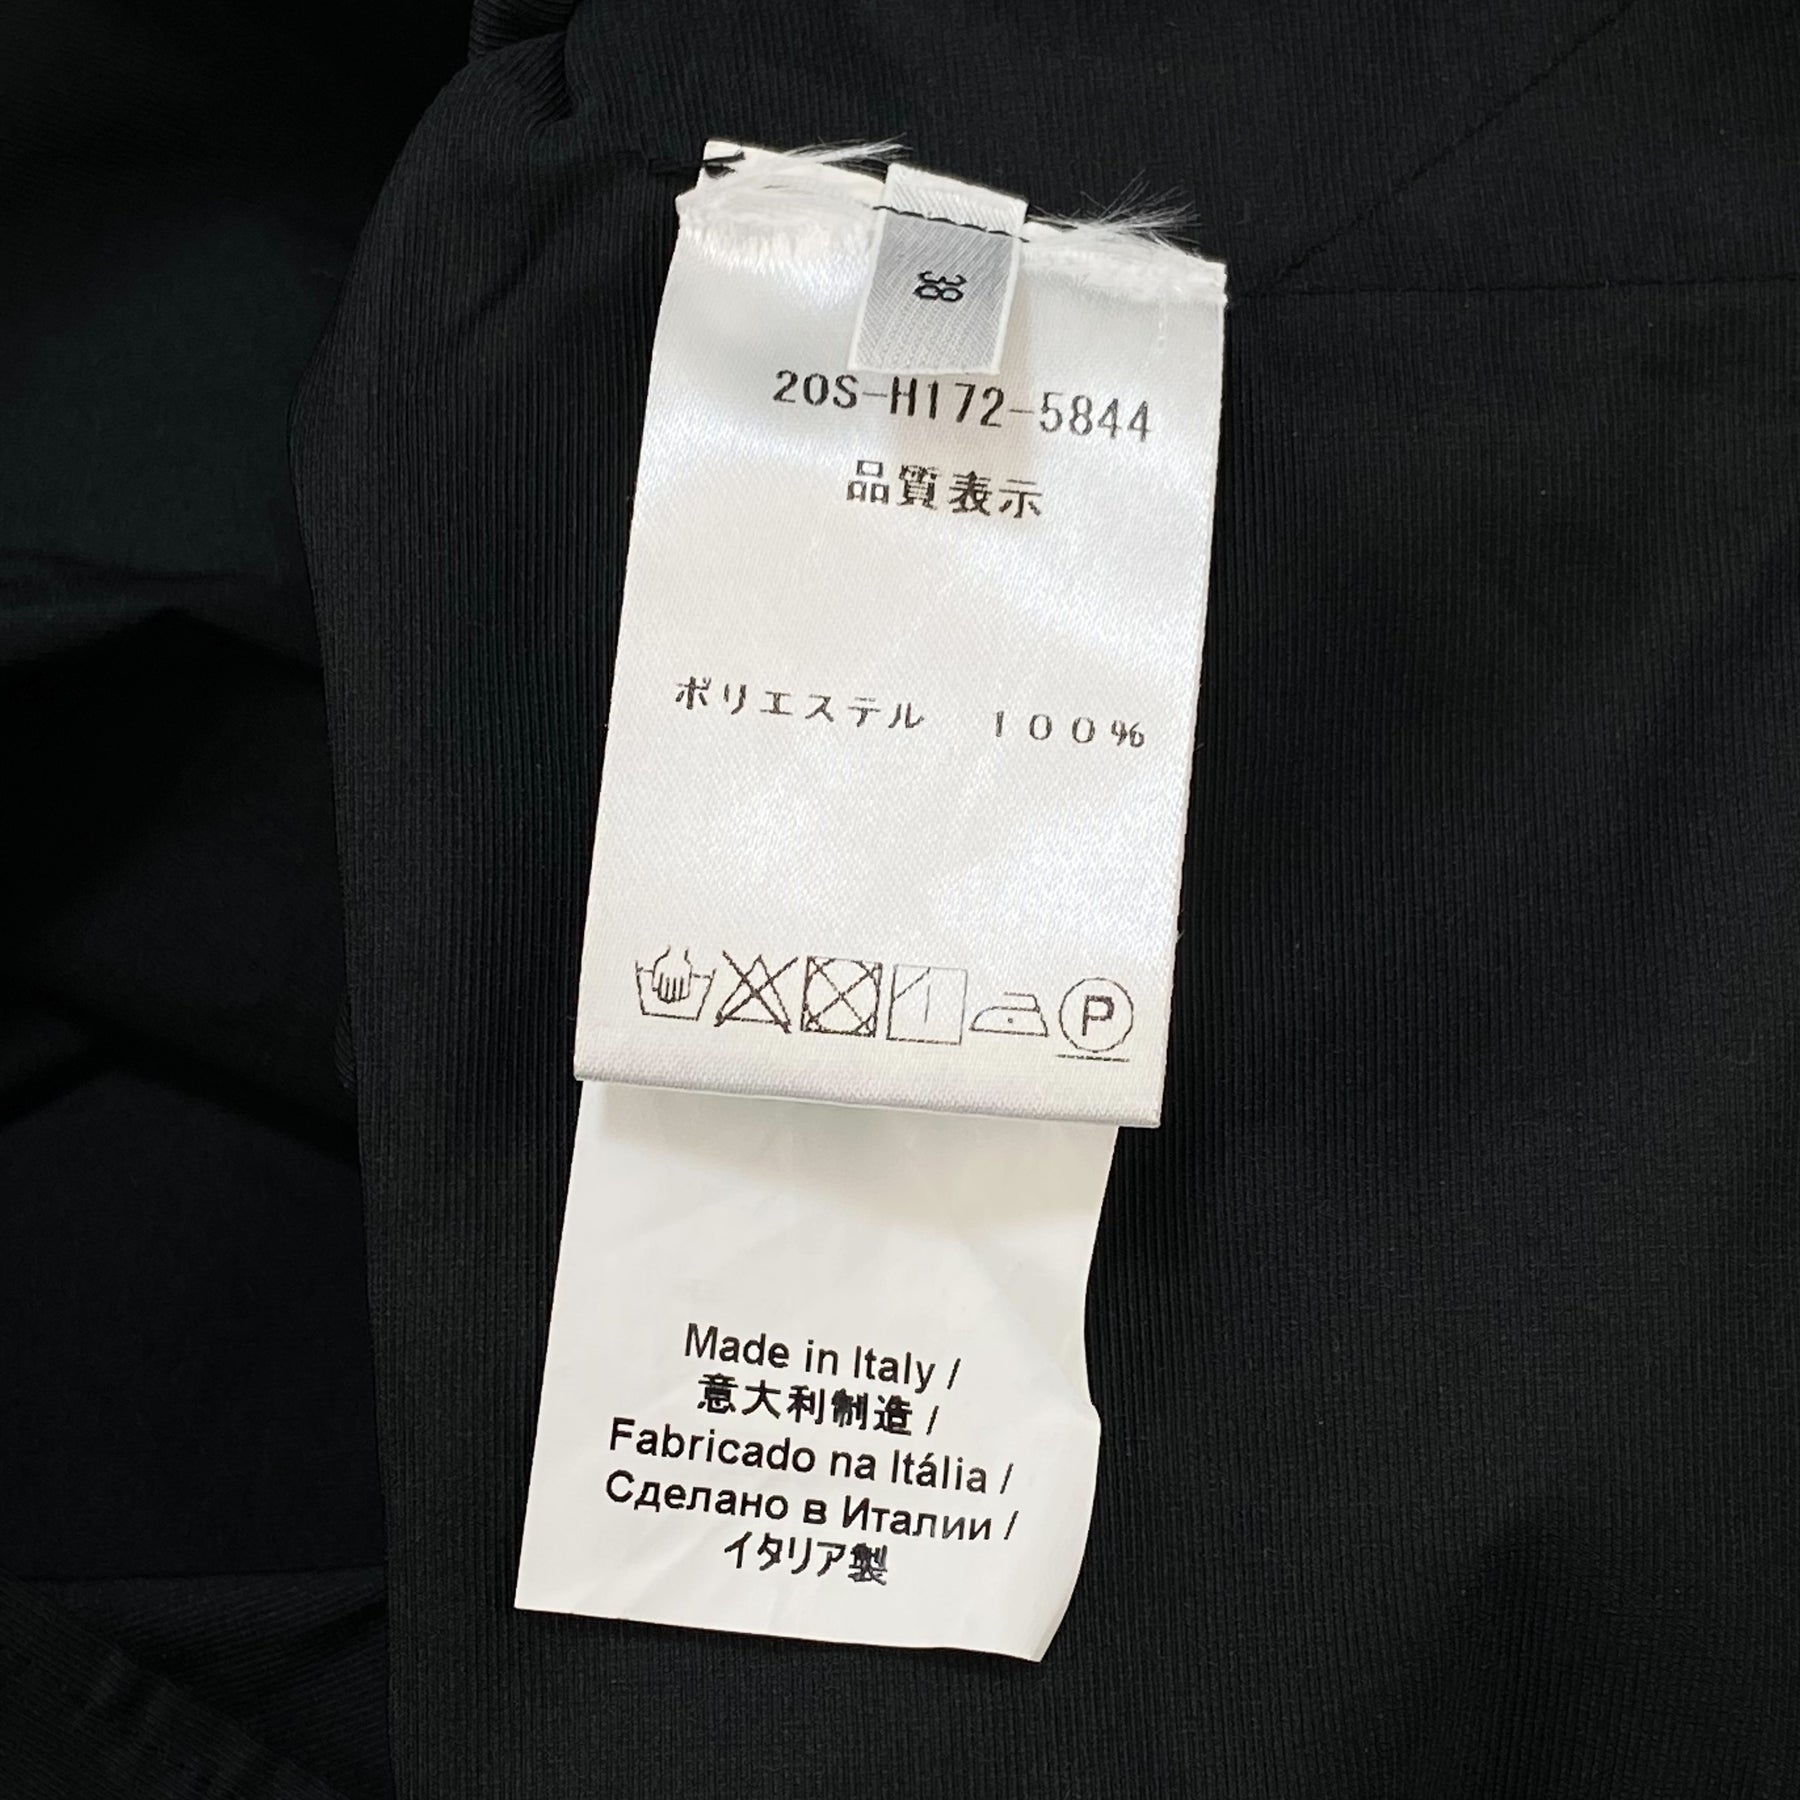 38
20S-H172-5844
品質表示
ポリエステル 100%
P
Made in Italy /
意大利制造 /
Fabricado na Itália /
Сделано в Италии /
イタリア製